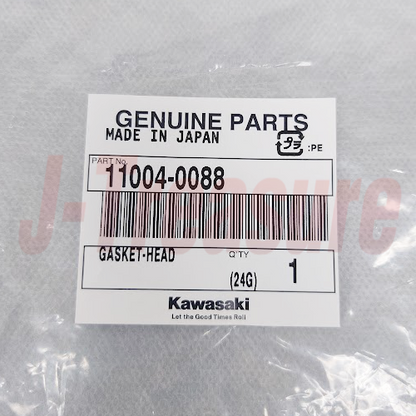 GENUINE PARTS
MADE IN JAPAN
プラ :PE
PART No.
11004-0088
GASKET-HEAD Q'TY
(24G) 1
Kawasaki
Let the Good Times Roll
J-Treasure